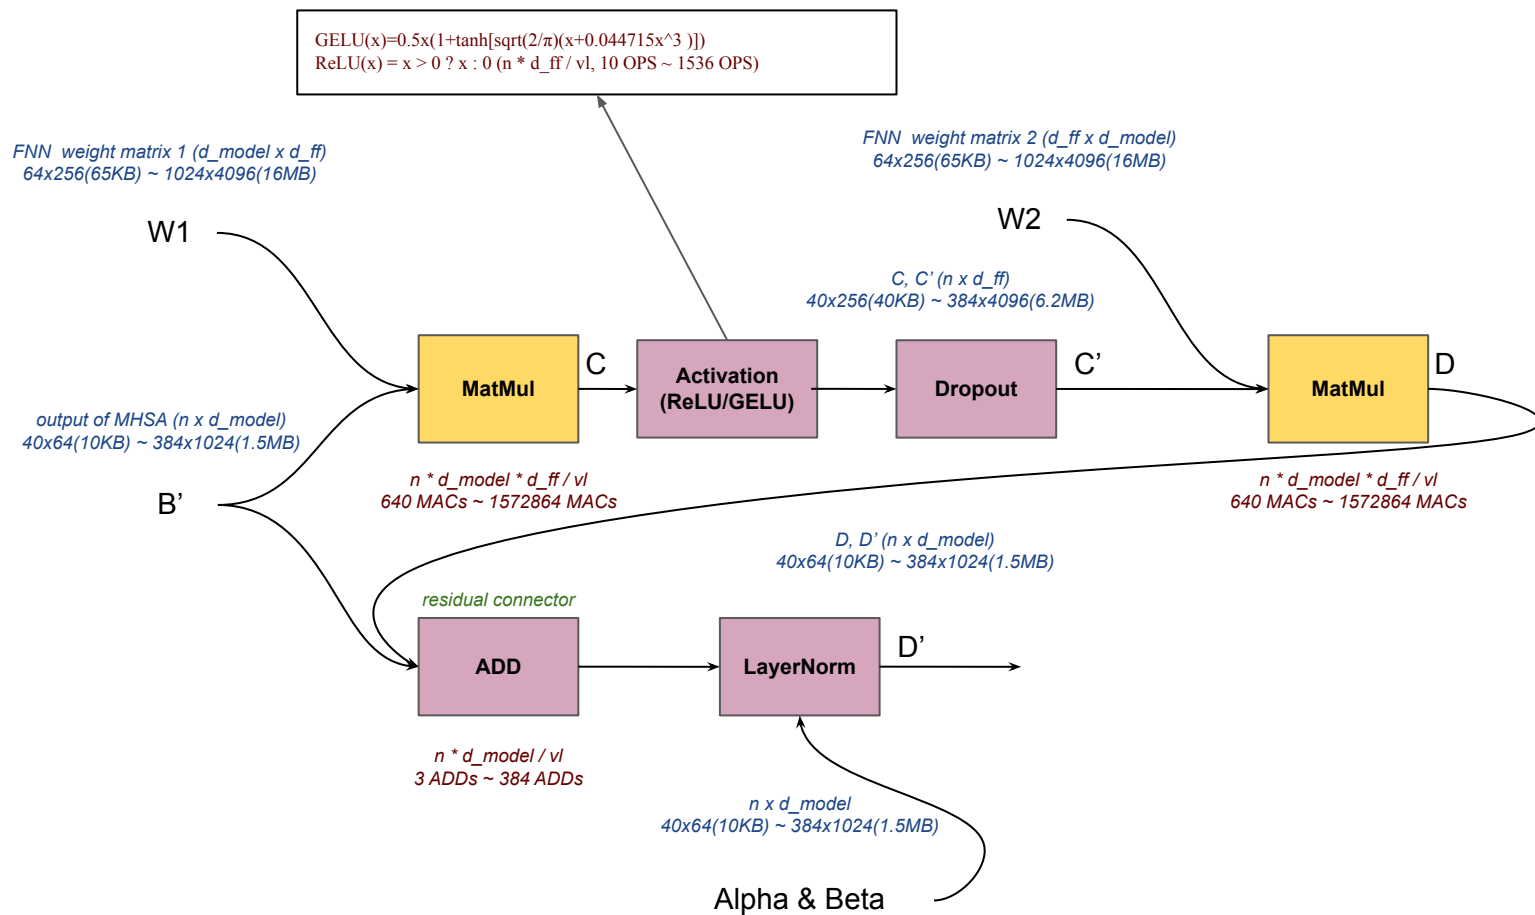 GELU(x)=0.5x(1+tanh[sqrt(2/π)(x+0.044715x^3 )])
ReLU(x) = x > 0 ? x : 0 (n * d_ff / vl, 10 OPS ~ 1536 OPS)
FNN  weight matrix 1 (d_model x d_ff)
64x256(65KB) ~ 1024x4096(16MB)
FNN  weight matrix 2 (d_ff x d_model)
64x256(65KB) ~ 1024x4096(16MB)
W1
W2
C, C’ (n x d_ff)
40x256(40KB) ~ 384x4096(6.2MB)
MatMul
C
Activation
(ReLU/GELU)
Dropout
C’
MatMul
D
output of MHSA (n x d_model)
40x64(10KB) ~ 384x1024(1.5MB)
B’
n * d_model * d_ff / vl
640 MACs ~ 1572864 MACs
n * d_model * d_ff / vl
640 MACs ~ 1572864 MACs
D, D’ (n x d_model)
40x64(10KB) ~ 384x1024(1.5MB)
residual connector
ADD
LayerNorm
D’
n * d_model / vl
3 ADDs ~ 384 ADDs
n x d_model
40x64(10KB) ~ 384x1024(1.5MB)
Alpha & Beta